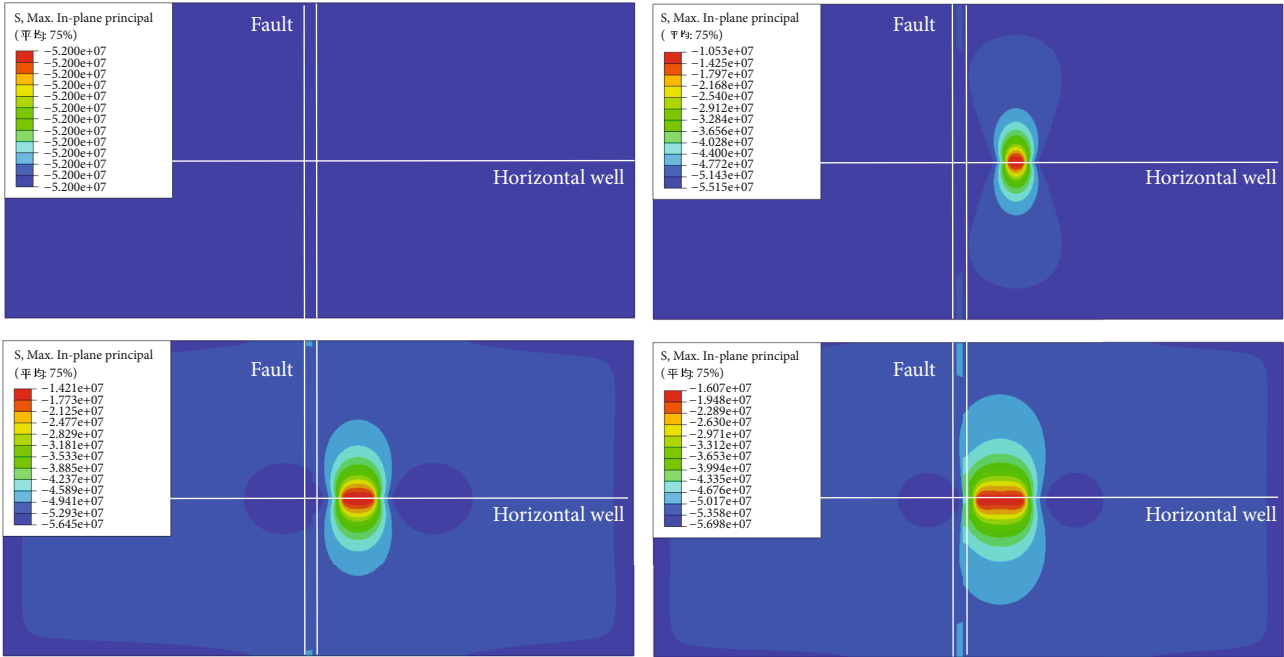 S, Max. In-plane principal
(平均: 75%)
−5.200e+07
−5.200e+07
−5.200e+07
−5.200e+07
−5.200e+07
−5.200e+07
−5.200e+07
−5.200e+07
−5.200e+07
−5.200e+07
−5.200e+07
−5.200e+07
−5.200e+07
Fault
Horizontal well
S, Max. In-plane principal
(平均: 75%)
−1.053e+07
−1.425e+07
−1.797e+07
−2.168e+07
−2.540e+07
−2.912e+07
−3.284e+07
−3.656e+07
−4.028e+07
−4.400e+07
−4.772e+07
−5.143e+07
−5.515e+07
Fault
Horizontal well
S, Max. In-plane principal
(平均: 75%)
−1.421e+07
−1.773e+07
−2.125e+07
−2.477e+07
−2.829e+07
−3.181e+07
−3.533e+07
−3.885e+07
−4.237e+07
−4.589e+07
−4.941e+07
−5.293e+07
−5.645e+07
Fault
Horizontal well
S, Max. In-plane principal
(平均: 75%)
−1.607e+07
−1.948e+07
−2.289e+07
−2.630e+07
−2.971e+07
−3.312e+07
−3.653e+07
−3.994e+07
−4.335e+07
−4.676e+07
−5.017e+07
−5.358e+07
−5.698e+07
Fault
Horizontal well